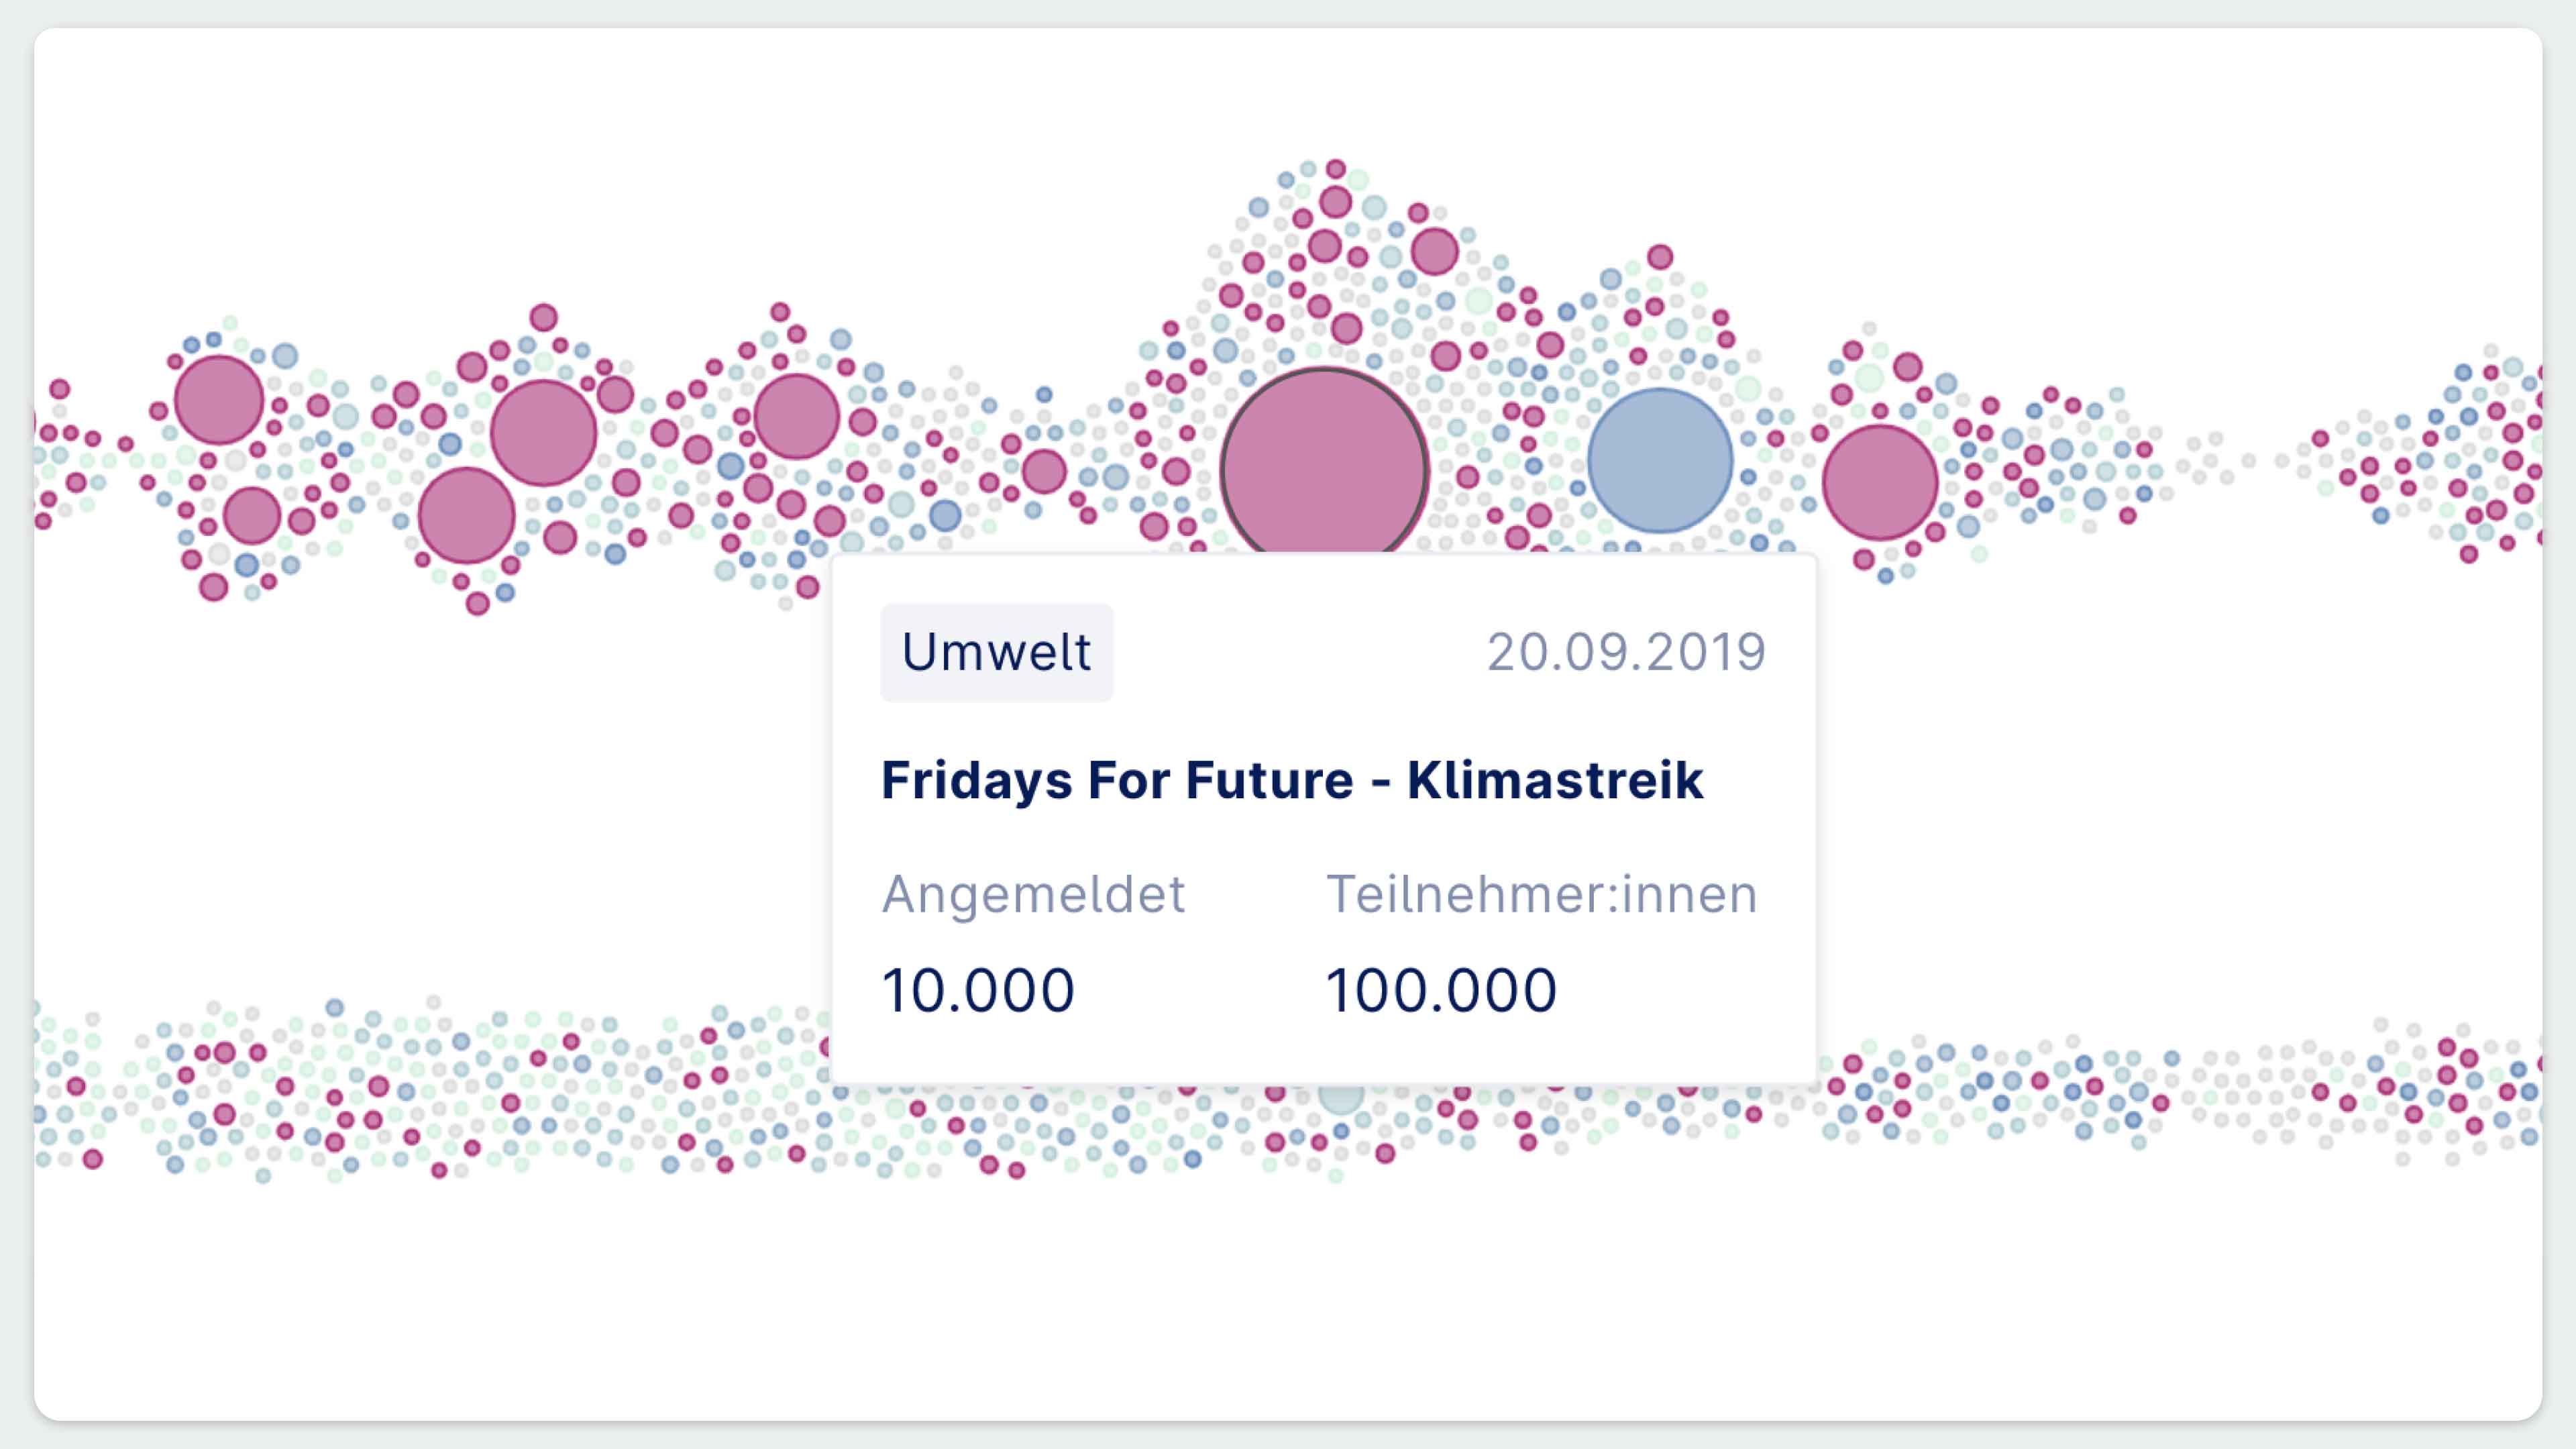 Umwelt
20.09.2019
Fridays For Future - Klimastreik
Angemeldet
Teilnehmer:innen
10.000
100.000